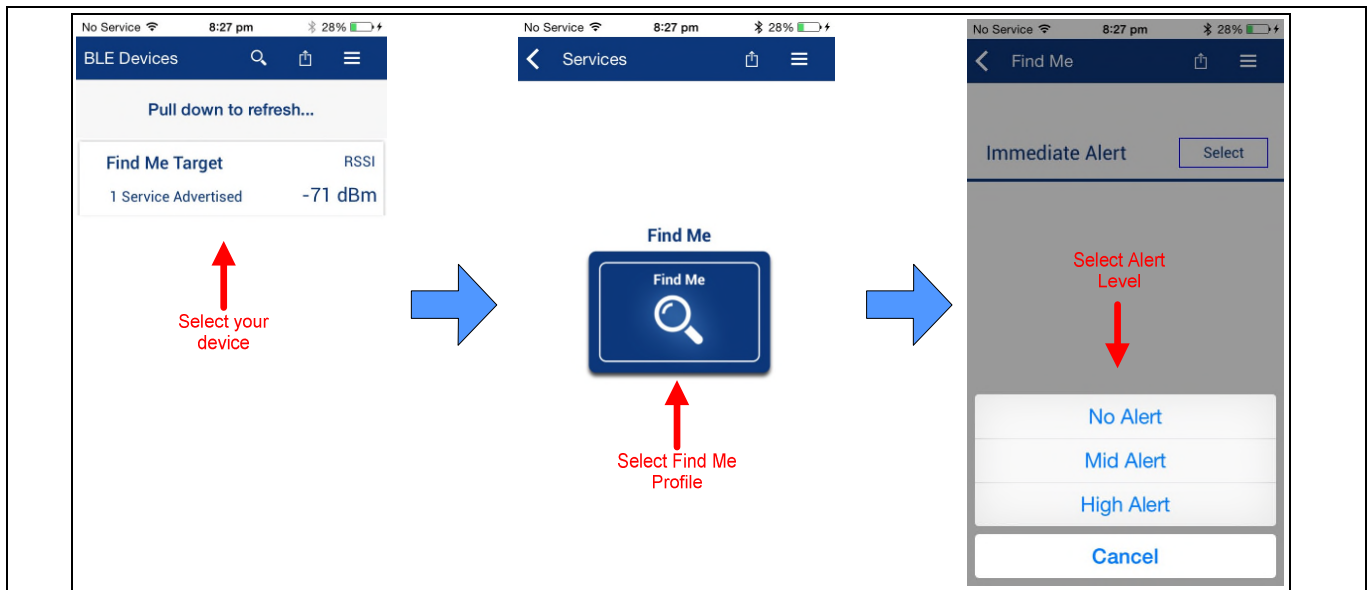 No Service 8:27 pm 28%
BLE Devices
Pull down to refresh...
Find Me Target RSSI
1 Service Advertised -71 dBm
Select your
device
No Service 8:27 pm 28%
Services
Find Me
Find Me
Select Find Me
Profile
No Service 8:27 pm 28%
Find Me
Immediate Alert Select
Select Alert
Level
No Alert
Mid Alert
High Alert
Cancel